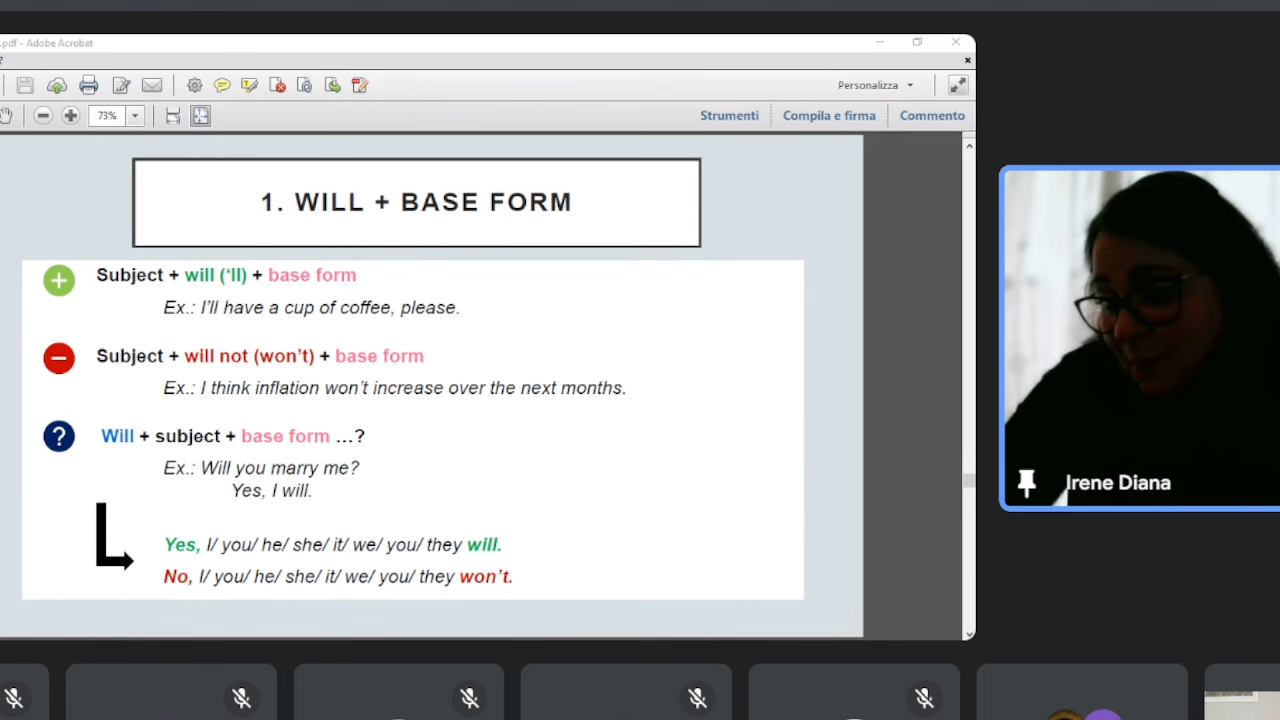 .pdf - Adobe Acrobat
?
Personalizza
73%
Strumenti
Compila e firma
Commento
1. WILL + BASE FORM
Subject + will (‘ll) + base form
Ex.: I’ll have a cup of coffee, please.
Subject + will not (won’t) + base form
Ex.: I think inflation won’t increase over the next months.
Will + subject + base form …?
Ex.: Will you marry me?
Yes, I will.
Yes, I/ you/ he/ she/ it/ we/ you/ they will.
No, I/ you/ he/ she/ it/ we/ you/ they won’t.
Irene Diana